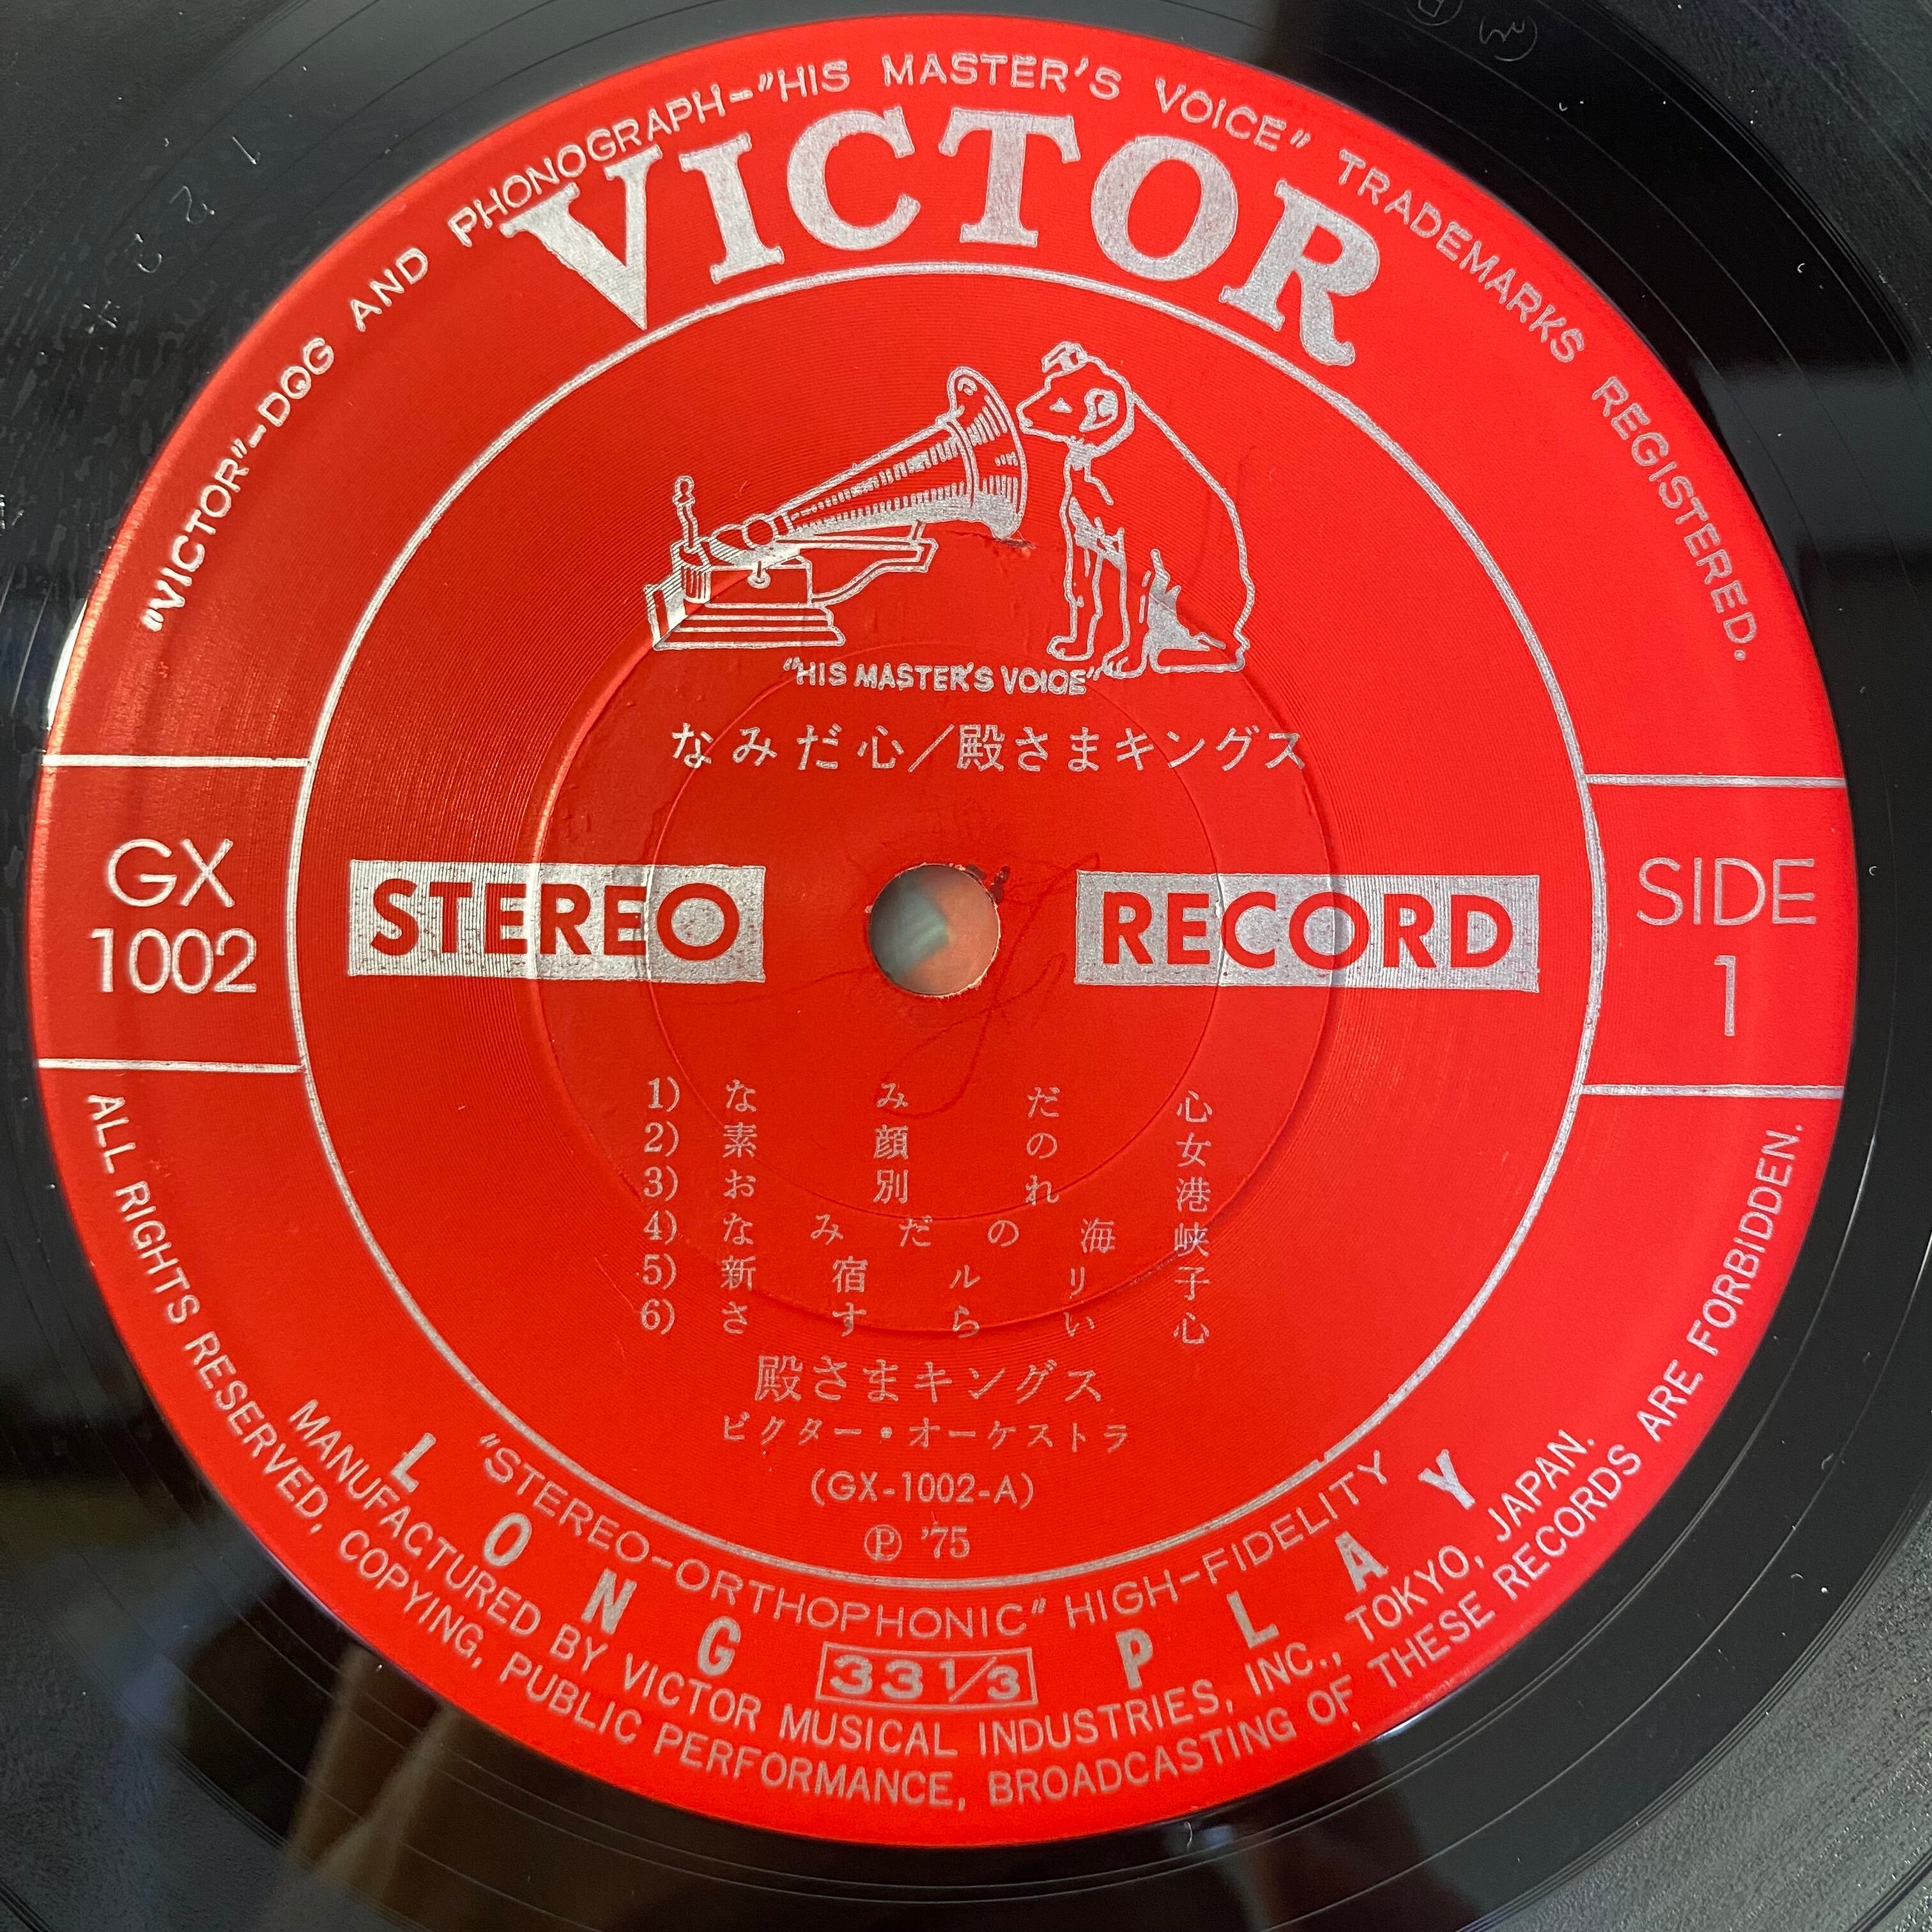 "VICTOR"-DOG AND PHONOGRAPH-"HIS MASTER'S VOICE" TRADEMARKS REGISTERED.
VICTOR
"HIS MASTER'S VOICE"
なみだ心/殿さまキングス
GX
1002
STEREO
RECORD
SIDE
1
1) なみだ心
2) 素顔の女
3) お別れ港
4) なみだの海峡
5) 新宿ルリ子
6) さすらい心
殿さまキングス
ビクター・オーケストラ
(GX-1002-A)
Ⓟ '75
"STEREO-ORTHOPHONIC" HIGH-FIDELITY
LONG 33 1/3 PLAY
MANUFACTURED BY VICTOR MUSICAL INDUSTRIES, INC., TOKYO, JAPAN.
ALL RIGHTS RESERVED, COPYING, PUBLIC PERFORMANCE, BROADCASTING OF THESE RECORDS ARE FORBIDDEN.